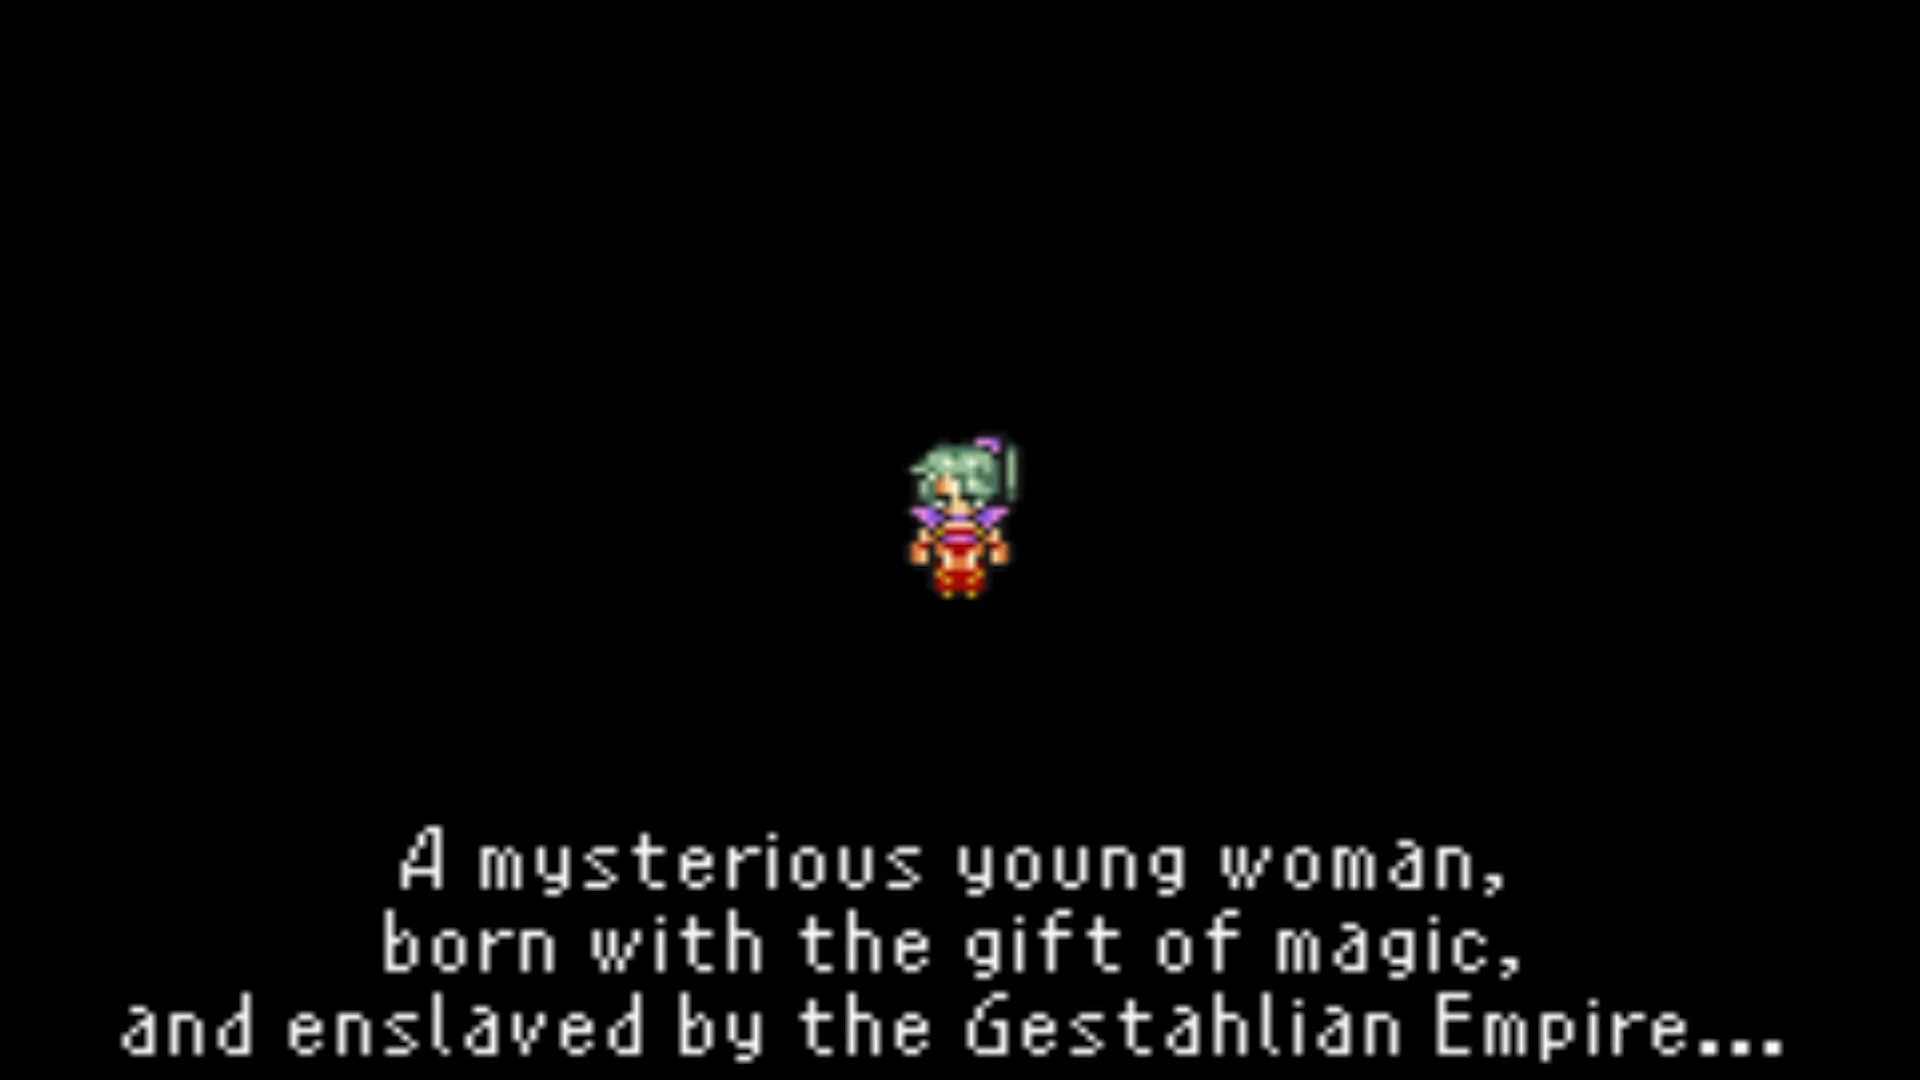 A mysterious young woman,
born with the gift of magic,
and enslaved by the Gestahlian Empire...